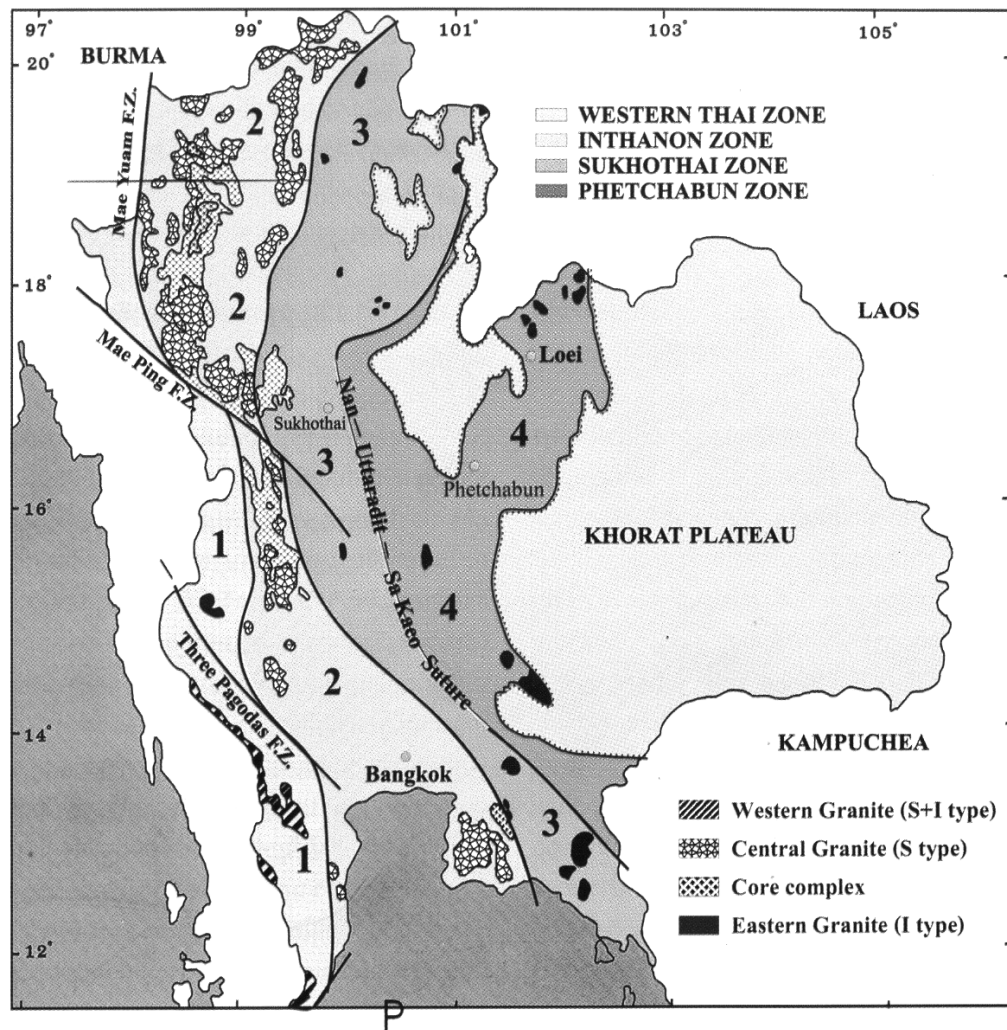 97° 99° 101° 103° 105°
20°
BURMA
Mae Yuam F.Z.
2
3
WESTERN THAI ZONE
INTHANON ZONE
SUKHOTHAI ZONE
PHETCHABUN ZONE
18°
2
LAOS
Mae Ping F.Z.
Loei
Sukhothai
Nan — Uttaradit — Sa Kaeo Suture
3
4
Phetchabun
16°
1
KHORAT PLATEAU
4
Three Pagodas F.Z.
2
14°
KAMPUCHEA
Bangkok
3
1
Western Granite (S+I type)
Central Granite (S type)
Core complex
Eastern Granite (I type)
12°
P